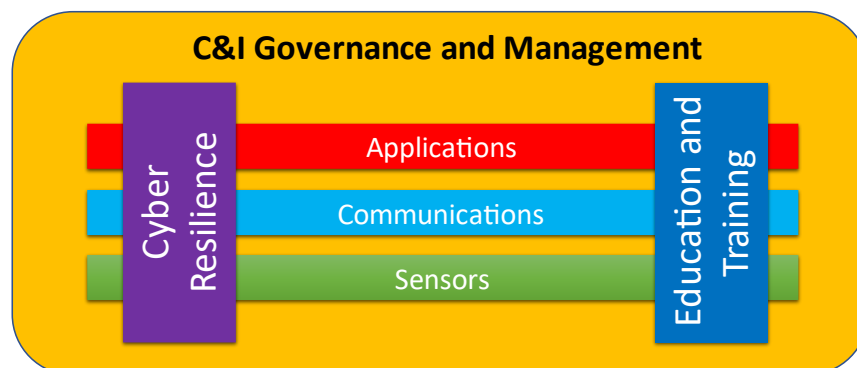 C&I Governance and Management
Cyber
Resilience
Applications
Communications
Sensors
Education and
Training